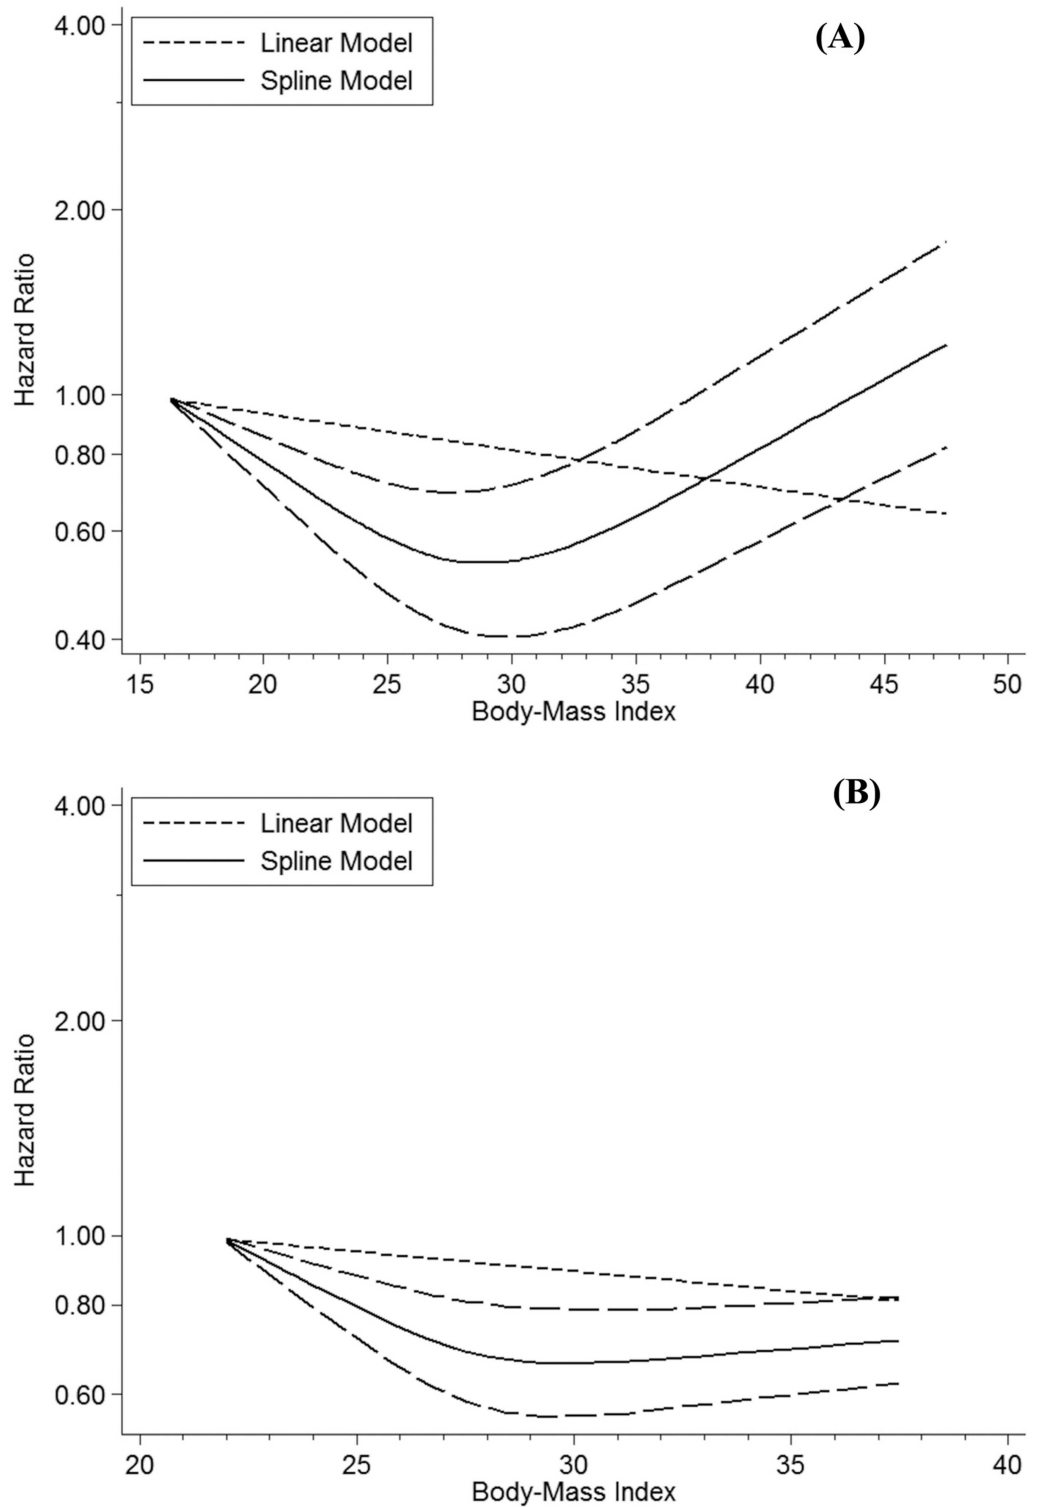 (A)
Linear Model
Spline Model
4.00
2.00
1.00
0.80
0.60
0.40
Hazard Ratio
15 20 25 30 35 40 45 50
Body-Mass Index
(B)
Linear Model
Spline Model
4.00
2.00
1.00
0.80
0.60
Hazard Ratio
20 25 30 35 40
Body-Mass Index